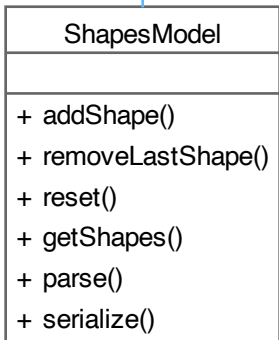 ShapesModel
+ addShape()
+ removeLastShape()
+ reset()
+ getShapes()
+ parse()
+ serialize()